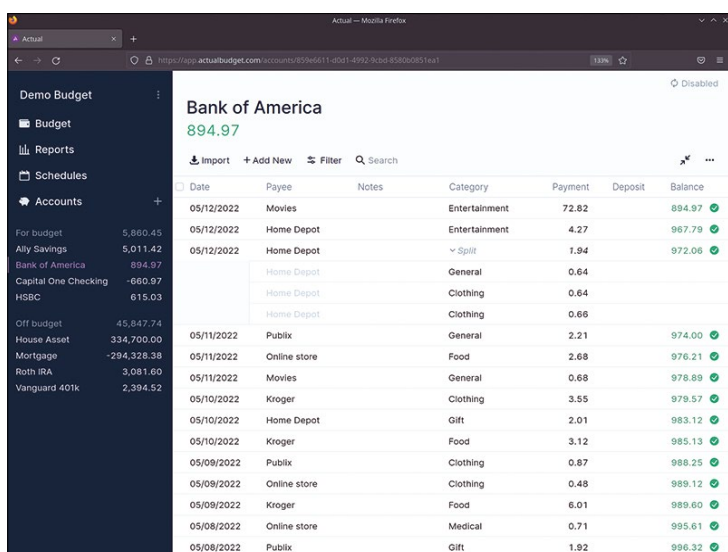 Actual — Mozilla Firefox
Actual
https://app.actualbudget.com/accounts/859e6611-d0d1-4992-9cbd-8580b0851ea1
133%
Disabled
Demo Budget
Budget
Reports
Schedules
Accounts
For budget 5,860.45
Ally Savings 5,011.42
Bank of America 894.97
Capital One Checking -660.97
HSBC 615.03
Off budget 45,847.74
House Asset 334,700.00
Mortgage -294,328.38
Roth IRA 3,081.60
Vanguard 401k 2,394.52
Bank of America
894.97
Import + Add New Filter Search
Date Payee Notes Category Payment Deposit Balance
05/12/2022 Movies Entertainment 72.82 894.97
05/12/2022 Home Depot Entertainment 4.27 967.79
05/12/2022 Home Depot Split 1.94 972.06
Home Depot General 0.64
Home Depot Clothing 0.64
Home Depot Clothing 0.66
05/11/2022 Publix General 2.21 974.00
05/11/2022 Online store Food 2.68 976.21
05/11/2022 Movies General 0.68 978.89
05/10/2022 Kroger Clothing 3.55 979.57
05/10/2022 Home Depot Gift 2.01 983.12
05/10/2022 Kroger Food 3.12 985.13
05/09/2022 Publix Clothing 0.87 988.25
05/09/2022 Online store Clothing 0.48 989.12
05/09/2022 Kroger Food 6.01 989.60
05/08/2022 Online store Medical 0.71 995.61
05/08/2022 Publix Gift 1.92 996.32